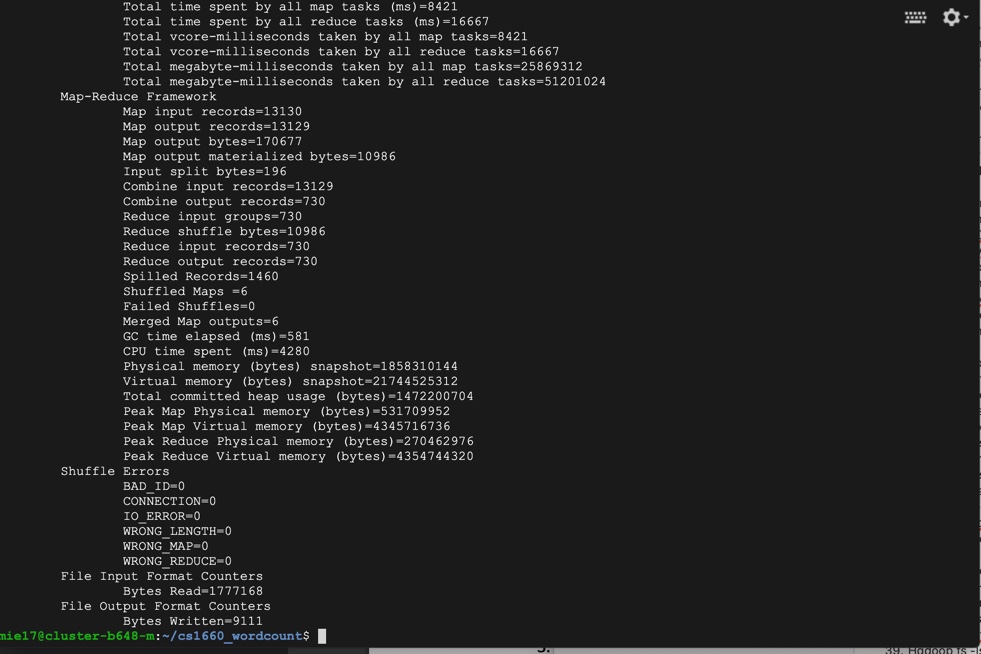 Total time spent by all map tasks (ms)=8421
Total time spent by all reduce tasks (ms)=16667
Total vcore-milliseconds taken by all map tasks=8421
Total vcore-milliseconds taken by all reduce tasks=16667
Total megabyte-milliseconds taken by all map tasks=25869312
Total megabyte-milliseconds taken by all reduce tasks=51201024
Map-Reduce Framework
Map input records=13130
Map output records=13129
Map output bytes=170677
Map output materialized bytes=10986
Input split bytes=196
Combine input records=13129
Combine output records=730
Reduce input groups=730
Reduce shuffle bytes=10986
Reduce input records=730
Reduce output records=730
Spilled Records=1460
Shuffled Maps =6
Failed Shuffles=0
Merged Map outputs=6
GC time elapsed (ms)=581
CPU time spent (ms)=4280
Physical memory (bytes) snapshot=1858310144
Virtual memory (bytes) snapshot=21744525312
Total committed heap usage (bytes)=1472200704
Peak Map Physical memory (bytes)=531709952
Peak Map Virtual memory (bytes)=4345716736
Peak Reduce Physical memory (bytes)=270462976
Peak Reduce Virtual memory (bytes)=4354744320
Shuffle Errors
BAD_ID=0
CONNECTION=0
IO_ERROR=0
WRONG_LENGTH=0
WRONG_MAP=0
WRONG_REDUCE=0
File Input Format Counters
Bytes Read=1777168
File Output Format Counters
Bytes Written=9111
mie17@cluster-b648-m:~/cs1660_wordcount$